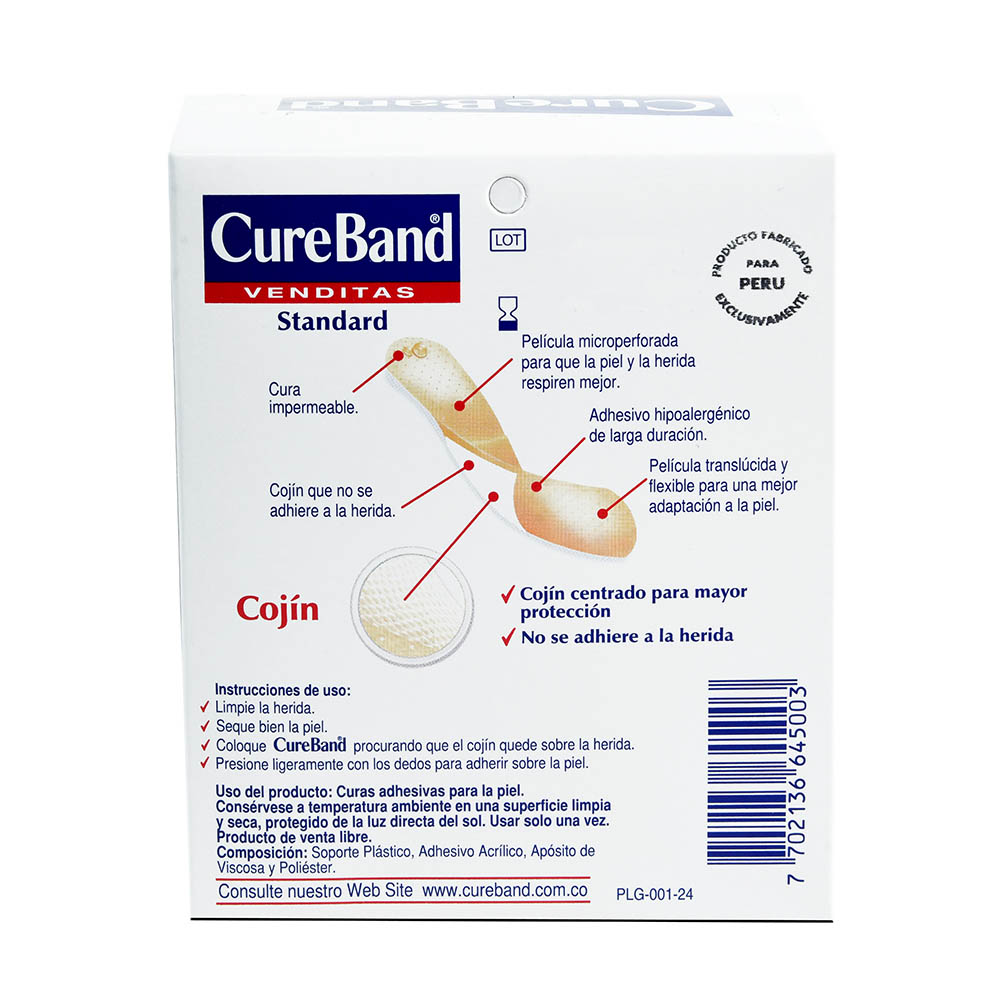 CureBand®
CureBand®
VENDITAS
Standard
LOT
PRODUCTO FABRICADO
PARA
PERU
EXCLUSIVAMENTE
Película microperforada
para que la piel y la herida
respiren mejor.
Cura
impermeable.
Adhesivo hipoalergénico
de larga duración.
Película translúcida y
flexible para una mejor
adaptación a la piel.
Cojín que no se
adhiere a la herida.
Cojín
Cojín centrado para mayor
protección
No se adhiere a la herida
Instrucciones de uso:
Limpie la herida.
Seque bien la piel.
Coloque CureBand procurando que el cojín quede sobre la herida.
Presione ligeramente con los dedos para adherir sobre la piel.
Uso del producto: Curas adhesivas para la piel.
Consérvese a temperatura ambiente en una superficie limpia
y seca, protegido de la luz directa del sol. Usar solo una vez.
Producto de venta libre.
Composición: Soporte Plástico, Adhesivo Acrílico, Apósito de
Viscosa y Poliéster.
Consulte nuestro Web Site www.cureband.com.co
PLG-001-24
7 702136 645003